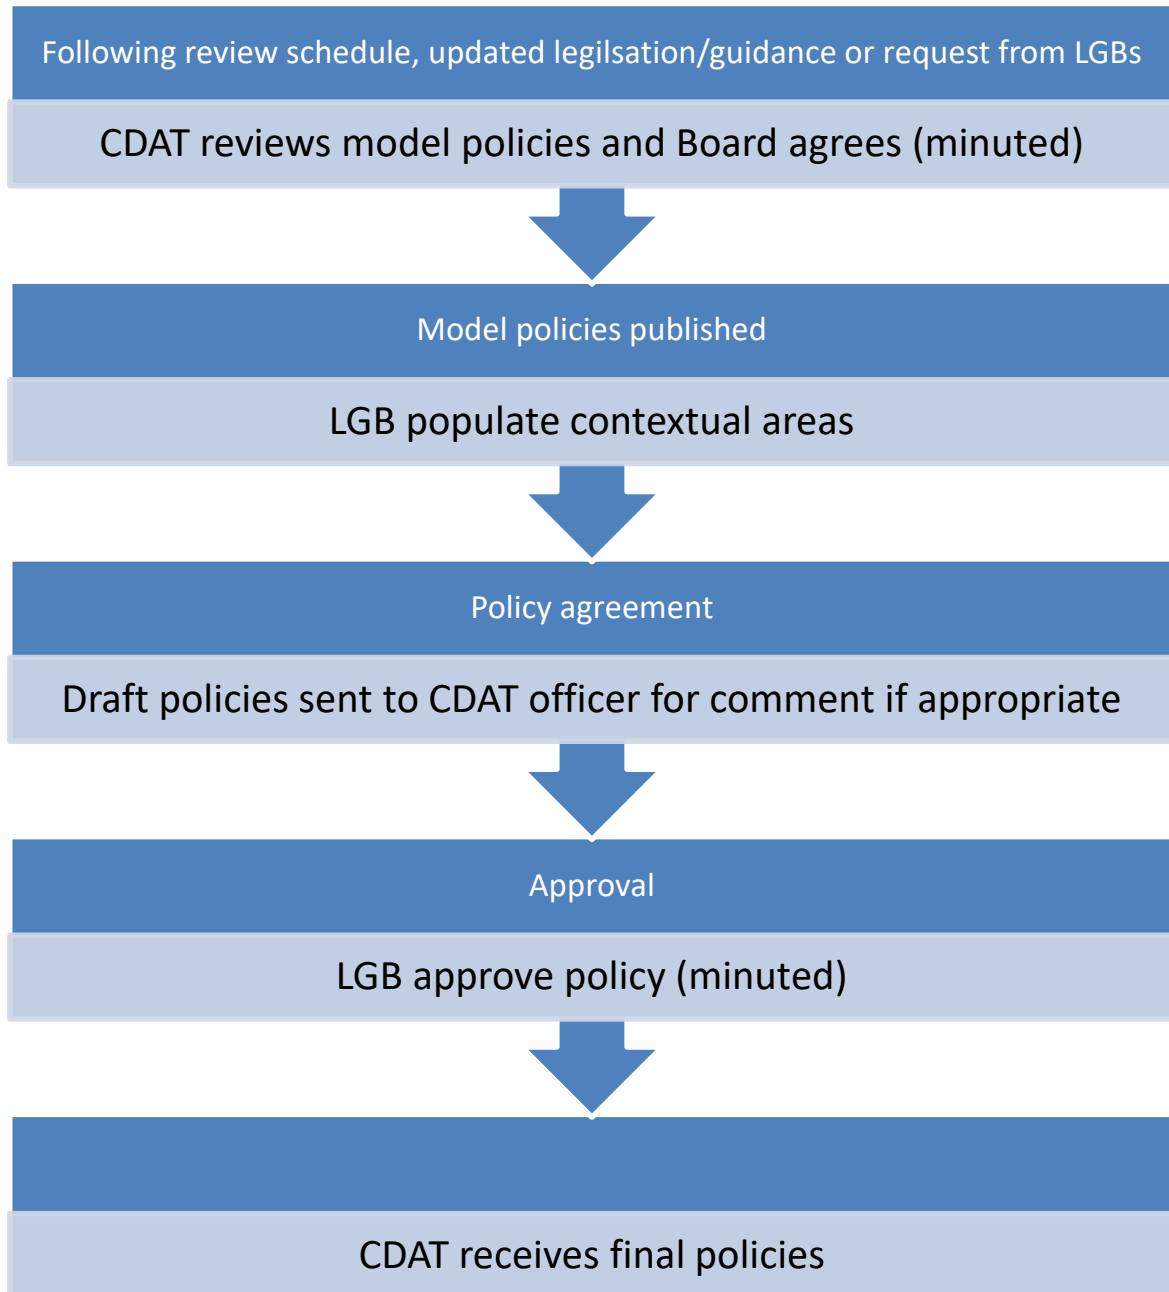 Following review schedule, updated legilsation/guidance or request from LGBs
CDAT reviews model policies and Board agrees (minuted)
Model policies published
LGB populate contextual areas
Policy agreement
Draft policies sent to CDAT officer for comment if appropriate
Approval
LGB approve policy (minuted)
CDAT receives final policies